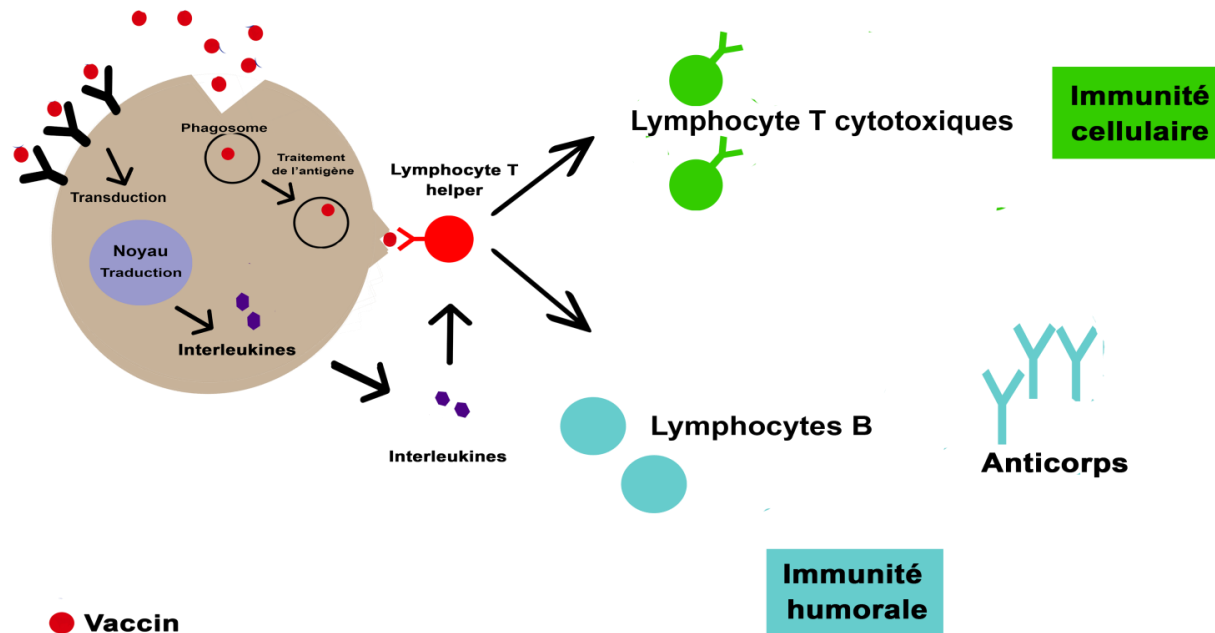 Phagosome
Traitement
de l'antigène
Transduction
Noyau
Traduction
Interleukines
Lymphocyte T
helper
Interleukines
Lymphocyte T cytotoxiques
Immunité
cellulaire
Lymphocytes B
Anticorps
Immunité
humorale
Vaccin